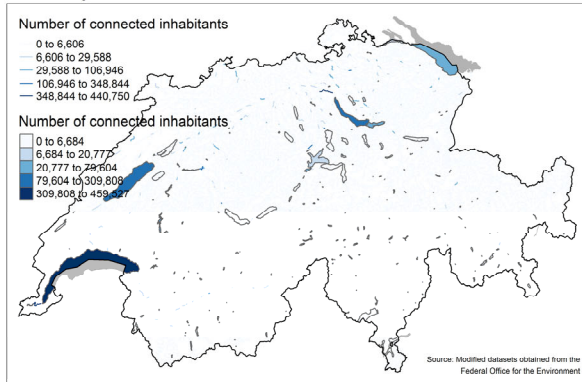 Number of connected inhabitants
0 to 6,606
6,606 to 29,588
29,588 to 106,946
106,946 to 348,844
348,844 to 440,750
Number of connected inhabitants
0 to 6,684
6,684 to 20,777
20,777 to 79,604
79,604 to 309,808
309,808 to 459,527
Source: Modified datasets obtained from the
Federal Office for the Environment